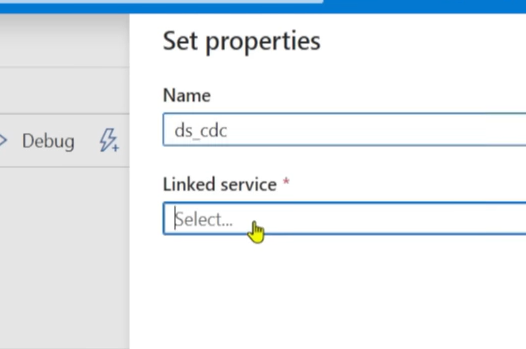 Set properties
Name
ds_cdc
Debug
Linked service *
Select...